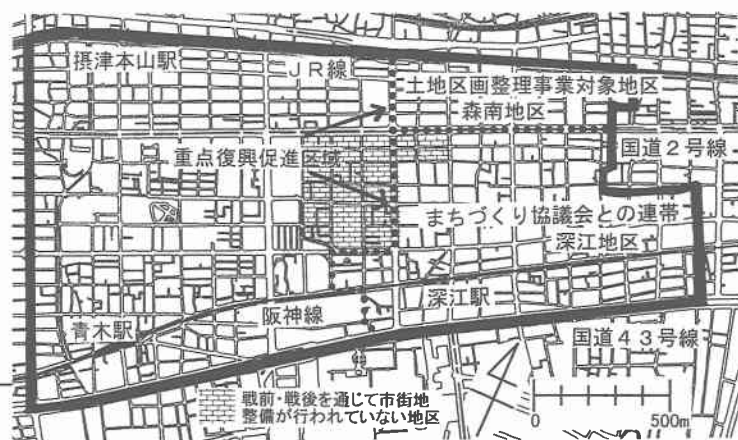 摂津本山駅
JR線
土地区画整理事業対象地区
森南地区
重点復興促進区域
国道2号線
まちづくり協議会との連帯
深江地区
深江駅
阪神線
青木駅
国道43号線
戦前・戦後を通じて市街地
整備が行われていない地区
0 500m